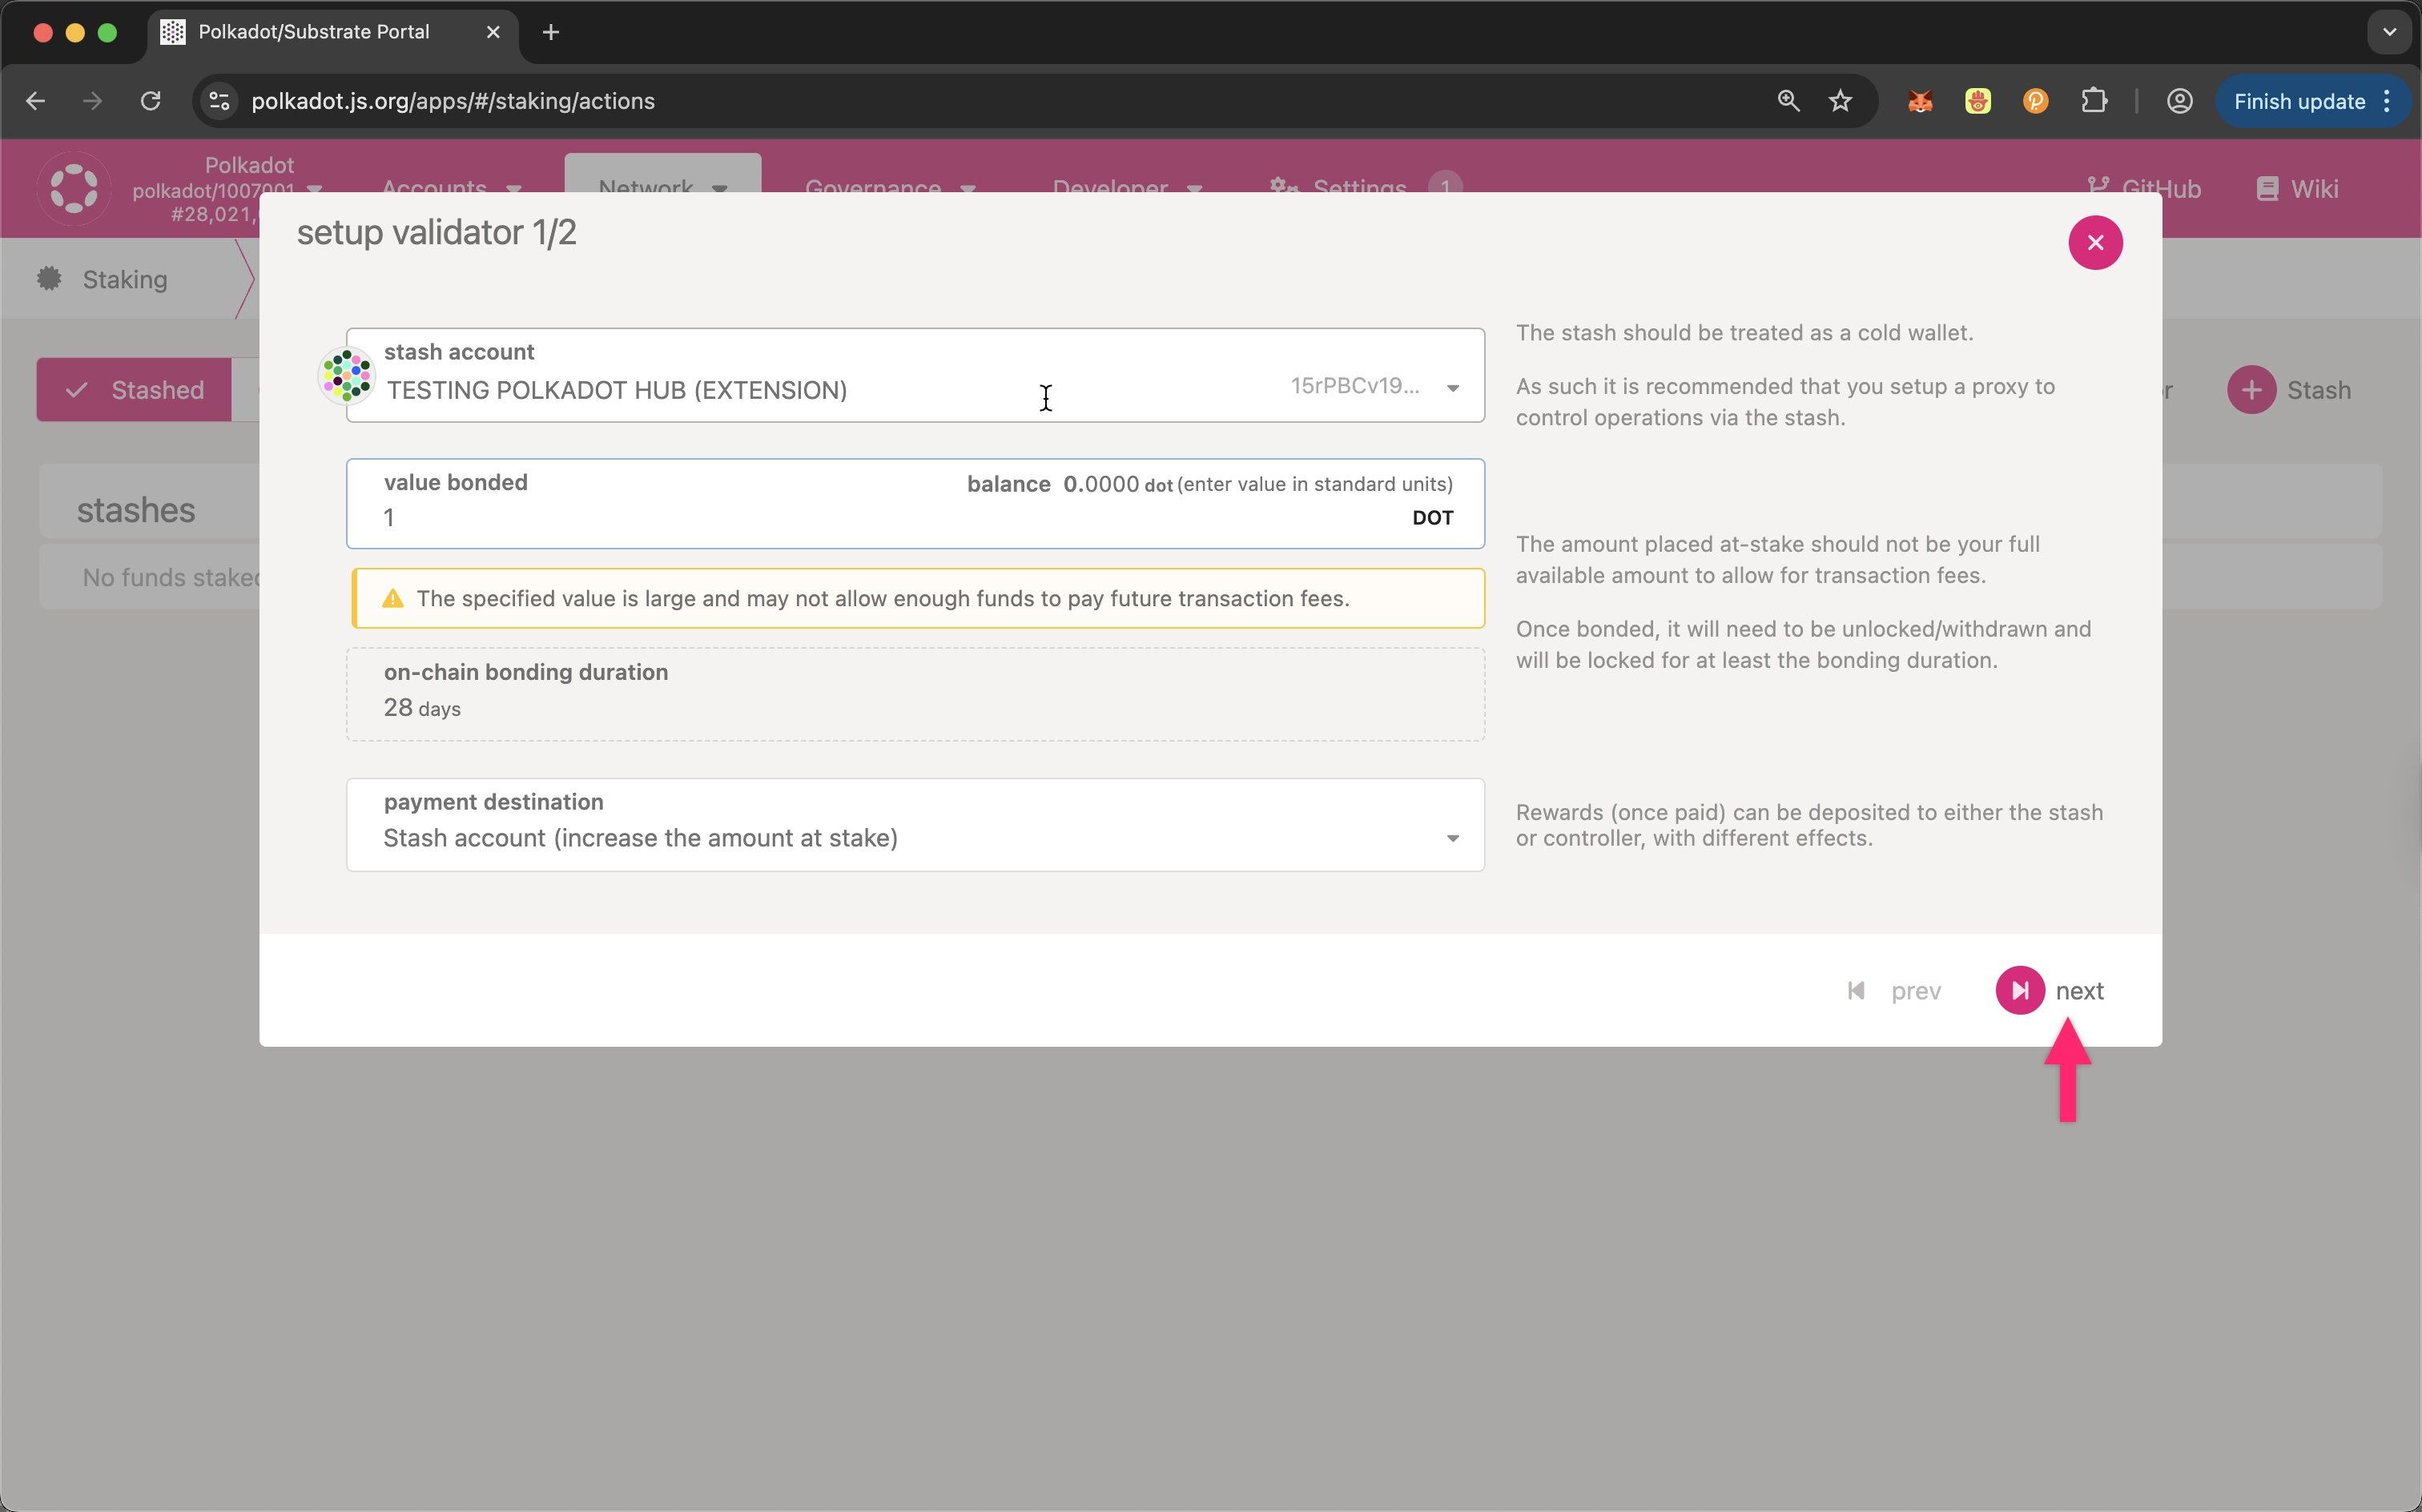 Polkadot/Substrate Portal
polkadot.js.org/apps/#/staking/actions
Finish update
Polkadot
polkadot/1007001
#28,021,
Accounts
Network
Governance
Developer
Settings
1
GitHub
Wiki
setup validator 1/2
Staking
Stashed
Stash
stashes
No funds staked
stash account
TESTING POLKADOT HUB (EXTENSION)
15rPBCv19...
The stash should be treated as a cold wallet.
As such it is recommended that you setup a proxy to
control operations via the stash.
value bonded
balance 0.0000 dot (enter value in standard units)
1
DOT
The specified value is large and may not allow enough funds to pay future transaction fees.
The amount placed at-stake should not be your full
available amount to allow for transaction fees.
Once bonded, it will need to be unlocked/withdrawn and
will be locked for at least the bonding duration.
on-chain bonding duration
28 days
payment destination
Stash account (increase the amount at stake)
Rewards (once paid) can be deposited to either the stash
or controller, with different effects.
prev
next